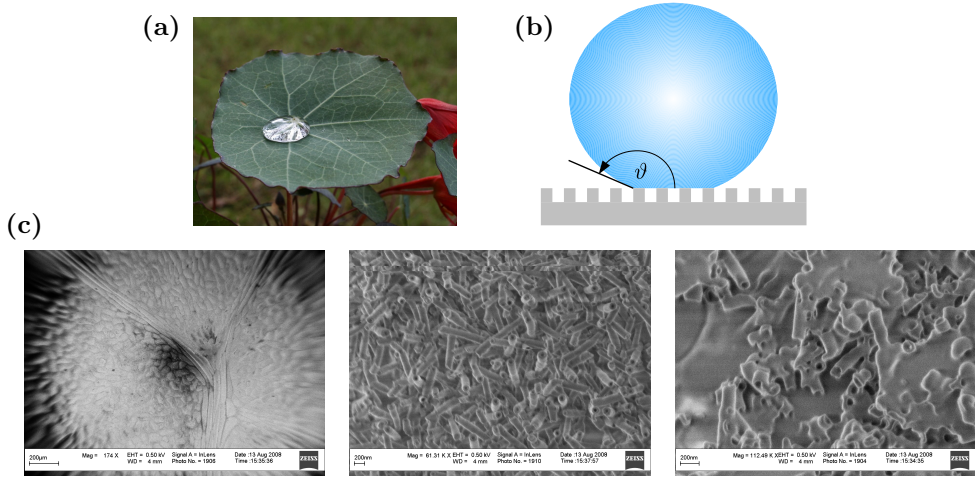 (a)
(b)
ϑ
(c)
200µm
Mag = 174 X
EHT = 0.50 kV
WD = 4 mm
Signal A = InLens
Photo No. = 1906
Date :13 Aug 2008
Time :15:35:36
ZEISS
200nm
Mag = 61.31 K X
EHT = 0.50 kV
WD = 4 mm
Signal A = InLens
Photo No. = 1910
Date :13 Aug 2008
Time :15:37:57
ZEISS
200nm
Mag = 112.49 K X
EHT = 0.50 kV
WD = 4 mm
Signal A = InLens
Photo No. = 1904
Date :13 Aug 2008
Time :15:34:35
ZEISS